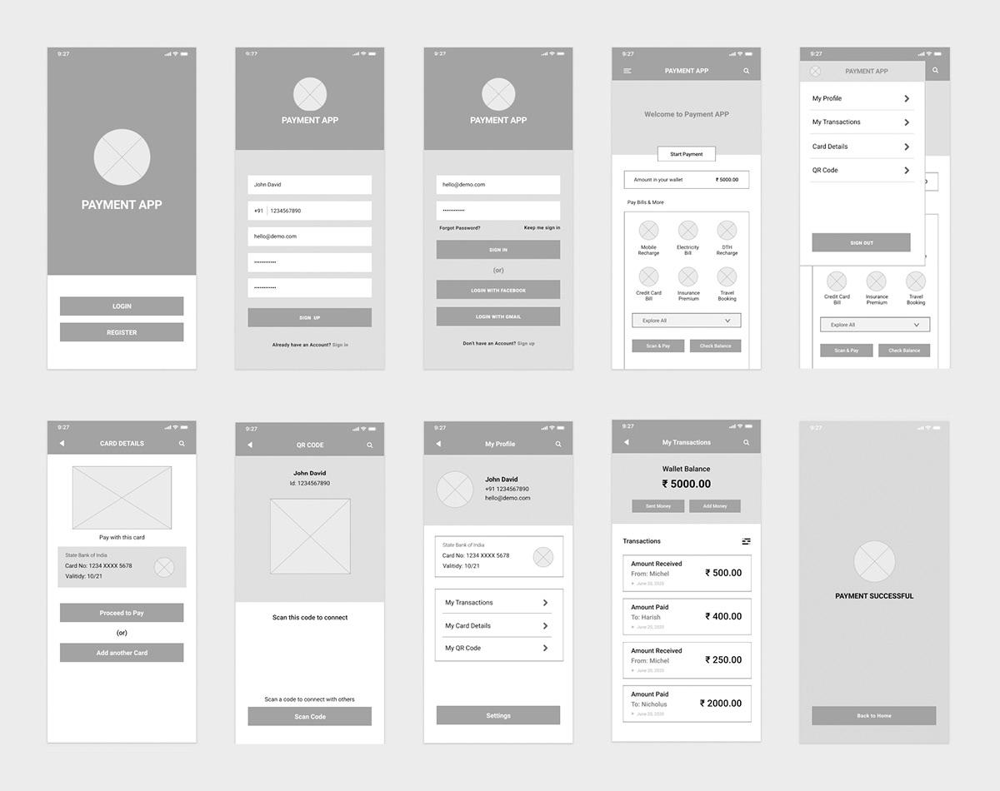 9:27
PAYMENT APP
LOGIN
REGISTER
9:27
PAYMENT APP
John David
+91 1234567890
hello@demo.com
••••••••••••
••••••••••••
SIGN UP
Already have an Account? Sign in
9:27
PAYMENT APP
hello@demo.com
••••••••••••
Forgot Password? Keep me sign in
SIGN IN
(or)
LOGIN WITH FACEBOOK
LOGIN WITH GMAIL
Don't have an Account? Sign up
9:27
PAYMENT APP
Welcome to Payment APP
Start Payment
Amount in your wallet ₹ 5000.00
Pay Bills & More
Mobile Recharge
Electricity Bill
DTH Recharge
Credit Card Bill
Insurance Premium
Travel Booking
Explore All
Scan & Pay Check Balance
9:27
PAYMENT APP
My Profile
My Transactions
Card Details
QR Code
SIGN OUT
Credit Card Bill
Insurance Premium
Travel Booking
Explore All
Scan & Pay Check Balance
9:27
CARD DETAILS
Pay with this card
State Bank of India
Card No: 1234 XXXX 5678
Valitidy: 10/21
Proceed to Pay
(or)
Add another Card
9:27
QR CODE
John David
Id: 1234567890
Scan this code to connect
Scan a code to connect with others
Scan Code
9:27
My Profile
John David
+91 1234567890
hello@demo.com
State Bank of India
Card No: 1234 XXXX 5678
Valitidy: 10/21
My Transactions
My Card Details
My QR Code
Settings
9:27
My Transactions
Wallet Balance
₹ 5000.00
Sent Money Add Money
Transactions
Amount Received
From: Michel
₹ 500.00
June 20, 2020
Amount Paid
To: Harish
₹ 400.00
June 20, 2020
Amount Received
From: Michel
₹ 250.00
June 20, 2020
Amount Paid
To: Nicholus
₹ 2000.00
June 20, 2020
9:27
PAYMENT SUCCESSFUL
Back to Home